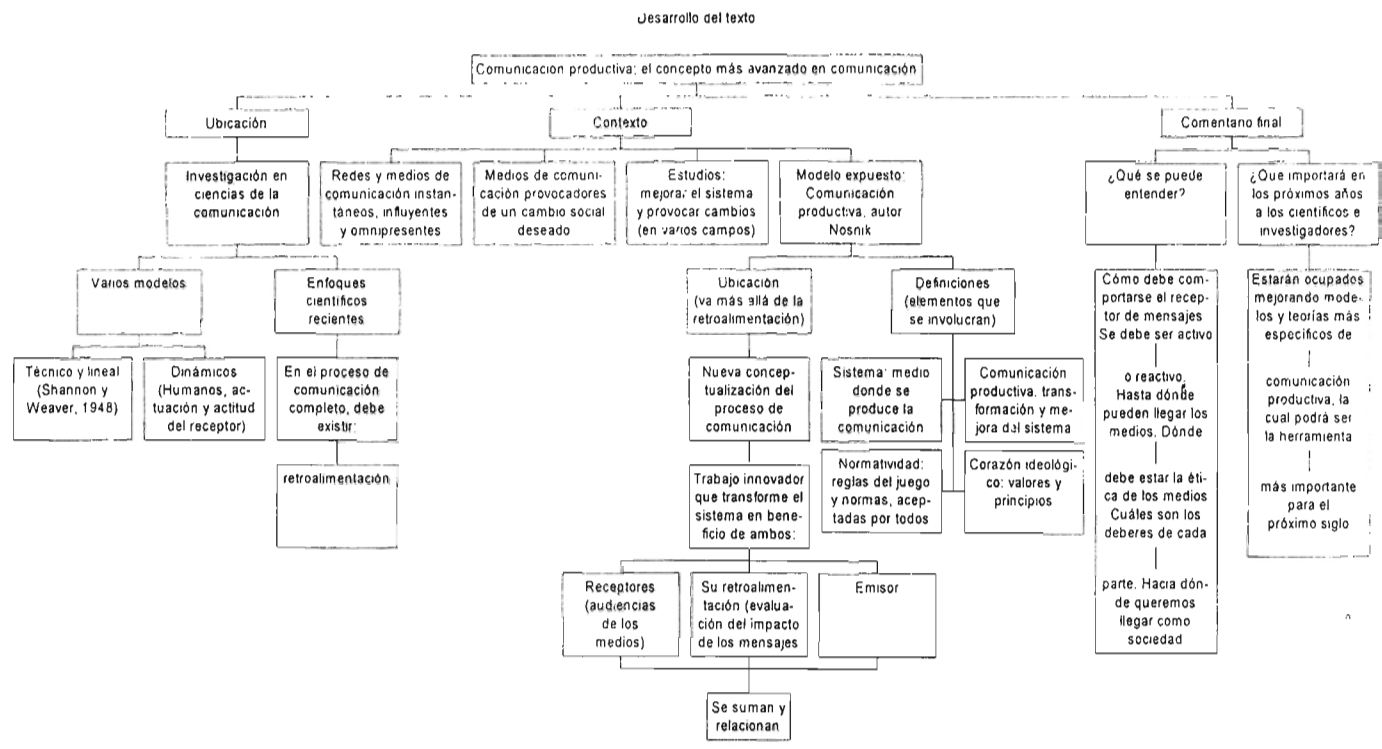 Desarrollo del texto
Comunicación productiva: el concepto más avanzado en comunicación
Ubicación
Contexto
Comentario final
Investigación en
ciencias de la
comunicación
Redes y medios de
comunicación instan-
táneos, influyentes
y omnipresentes
Medios de comuni-
cación provocadores
de un cambio social
deseado
Estudios:
mejorar el sistema
y provocar cambios
(en varios campos)
Modelo expuesto:
Comunicación
productiva, autor
Nosnik
¿Qué se puede
entender?
¿Que importará en
los próximos años
a los científicos e
investigadores?
Varios modelos
Enfoques
científicos
recientes
Ubicación
(va más allá de la
retroalimentación)
Definiciones
(elementos que
se involucran)
Cómo debe com-
portarse el recep-
tor de mensajes
Se debe ser activo
o reactivo.
Hasta dónde
pueden llegar los
medios. Dónde
debe estar la éti-
ca de los medios
Cuáles son los
deberes de cada
parte. Hacia dón-
de queremos
llegar como
sociedad
Estarán ocupados
mejorando mode-
los y teorías más
específicos de
comunicación
productiva, la
cual podrá ser
la herramienta
más importante
para el
próximo siglo
Técnico y lineal
(Shannon y
Weaver, 1948)
Dinámicos
(Humanos, ac-
tuación y actitud
del receptor)
En el proceso de
comunicación
completo, debe
existir:
retroalimentación
Nueva concep-
tualización del
proceso de
comunicación
Sistema: medio
donde se
produce la
comunicación
Comunicación
productiva. trans-
formación y me-
jora del sistema
Normatividad:
reglas del juego
y normas, acep-
tadas por todos
Corazón ideológi-
co: valores y
principios
Trabajo innovador
que transforme el
sistema en bene-
ficio de ambos:
Receptores
(audiencias
de los
medios)
Su retroalimen-
tación (evalua-
ción del impacto
de los mensajes
Emisor
Se suman y
relacionan